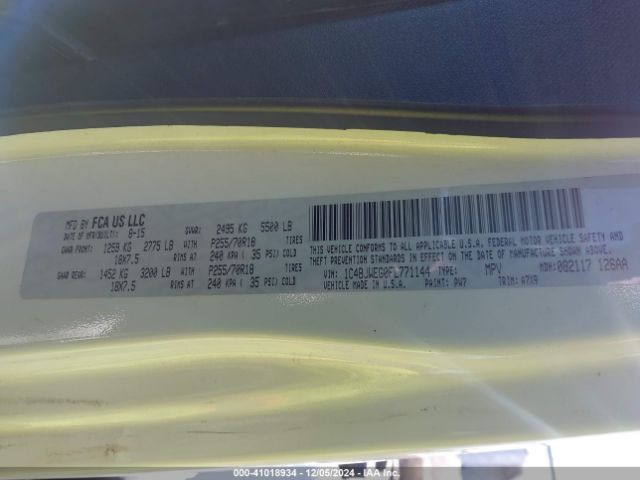 MFD BY FCA US LLC
DATE OF MFR/BUILT: 8-15
GVWR: 2495 KG 5500 LB
GAWR FRONT: 1259 KG 2775 LB WITH P255/70R18 TIRES
18X7.5 RIMS AT 240 KPA ( 35 PSI) COLD
GAWR REAR: 1452 KG 3200 LB WITH P255/70R18 TIRES
18X7.5 RIMS AT 240 KPA ( 35 PSI) COLD
THIS VEHICLE CONFORMS TO ALL APPLICABLE U.S.A. FEDERAL MOTOR VEHICLE SAFETY AND
THEFT PREVENTION STANDARDS IN EFFECT ON THE DATE OF MANUFACTURE SHOWN ABOVE.
VIN: TYPE: MPV MDH: 082117 126AA
VEHICLE MADE IN U.S.A. PAINT: PW7 TRIM: A7X9
000-41018934 - 12/05/2024 - IAAI.COM